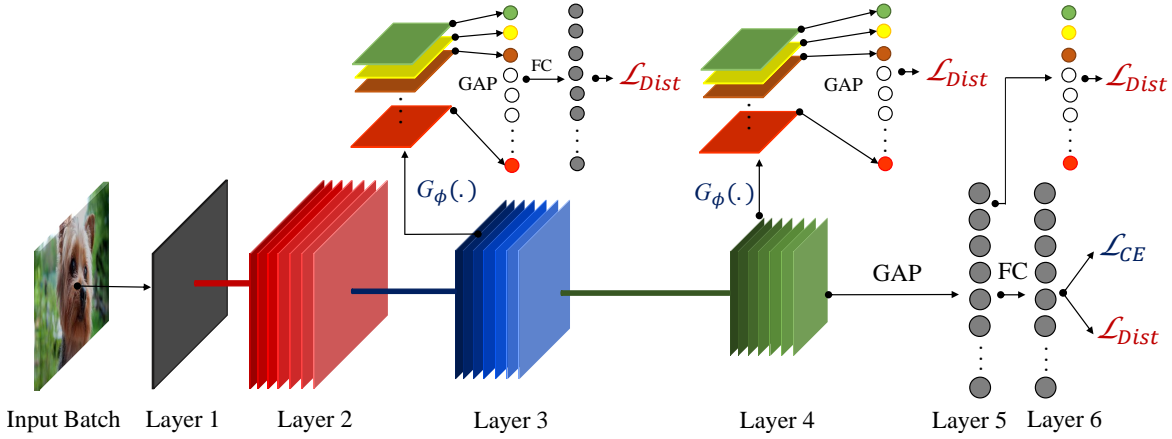 GAP
FC
ℒ_Dist
GAP
ℒ_Dist
ℒ_Dist
G_ϕ(.)
G_ϕ(.)
GAP
FC
ℒ_CE
ℒ_Dist
Input Batch
Layer 1
Layer 2
Layer 3
Layer 4
Layer 5
Layer 6